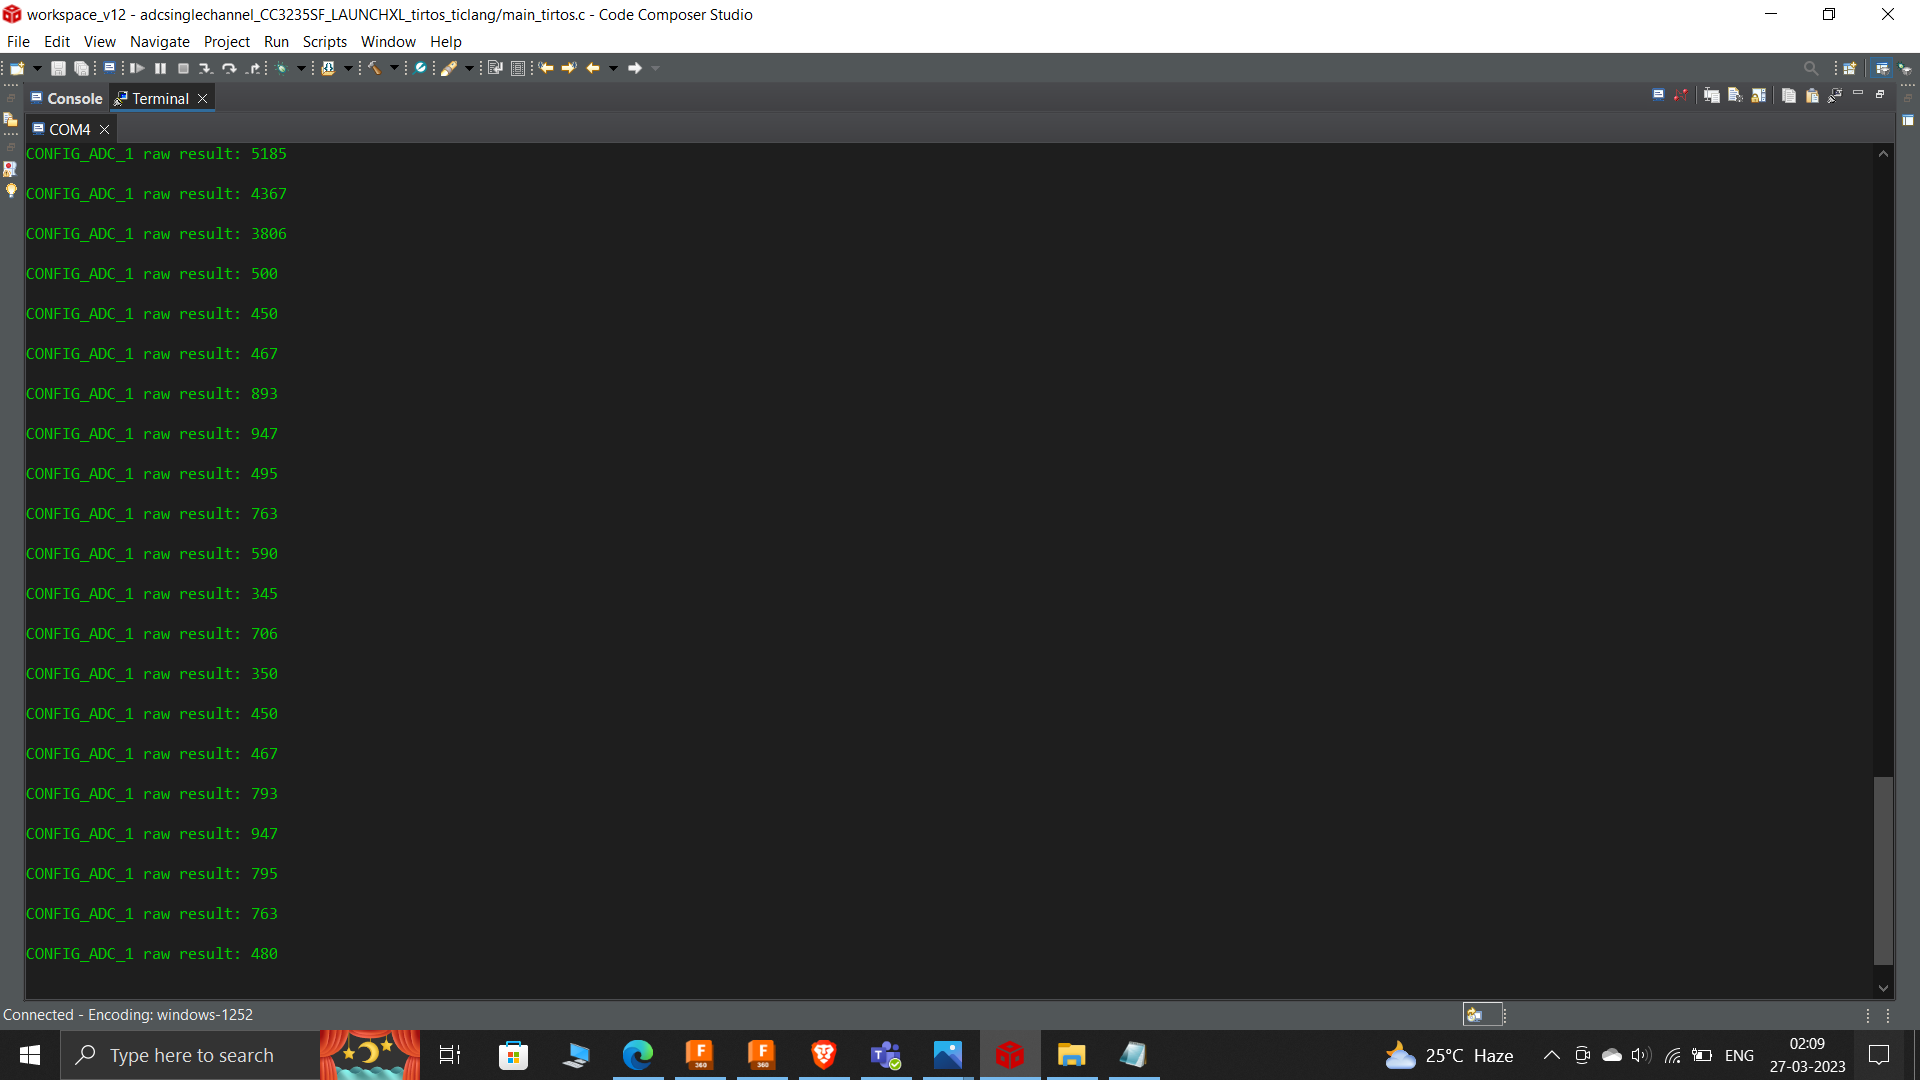 workspace_v12 - adcsinglechannel_CC3235SF_LAUNCHXL_tirtos_ticlang/main_tirtos.c - Code Composer Studio
File Edit View Navigate Project Run Scripts Window Help
Console Terminal
COM4
CONFIG_ADC_1 raw result: 5185
CONFIG_ADC_1 raw result: 4367
CONFIG_ADC_1 raw result: 3806
CONFIG_ADC_1 raw result: 500
CONFIG_ADC_1 raw result: 450
CONFIG_ADC_1 raw result: 467
CONFIG_ADC_1 raw result: 893
CONFIG_ADC_1 raw result: 947
CONFIG_ADC_1 raw result: 495
CONFIG_ADC_1 raw result: 763
CONFIG_ADC_1 raw result: 590
CONFIG_ADC_1 raw result: 345
CONFIG_ADC_1 raw result: 706
CONFIG_ADC_1 raw result: 350
CONFIG_ADC_1 raw result: 450
CONFIG_ADC_1 raw result: 467
CONFIG_ADC_1 raw result: 793
CONFIG_ADC_1 raw result: 947
CONFIG_ADC_1 raw result: 795
CONFIG_ADC_1 raw result: 763
CONFIG_ADC_1 raw result: 480
Connected - Encoding: windows-1252
Type here to search
F 360
F 360
25°C Haze
ENG
02:09
27-03-2023